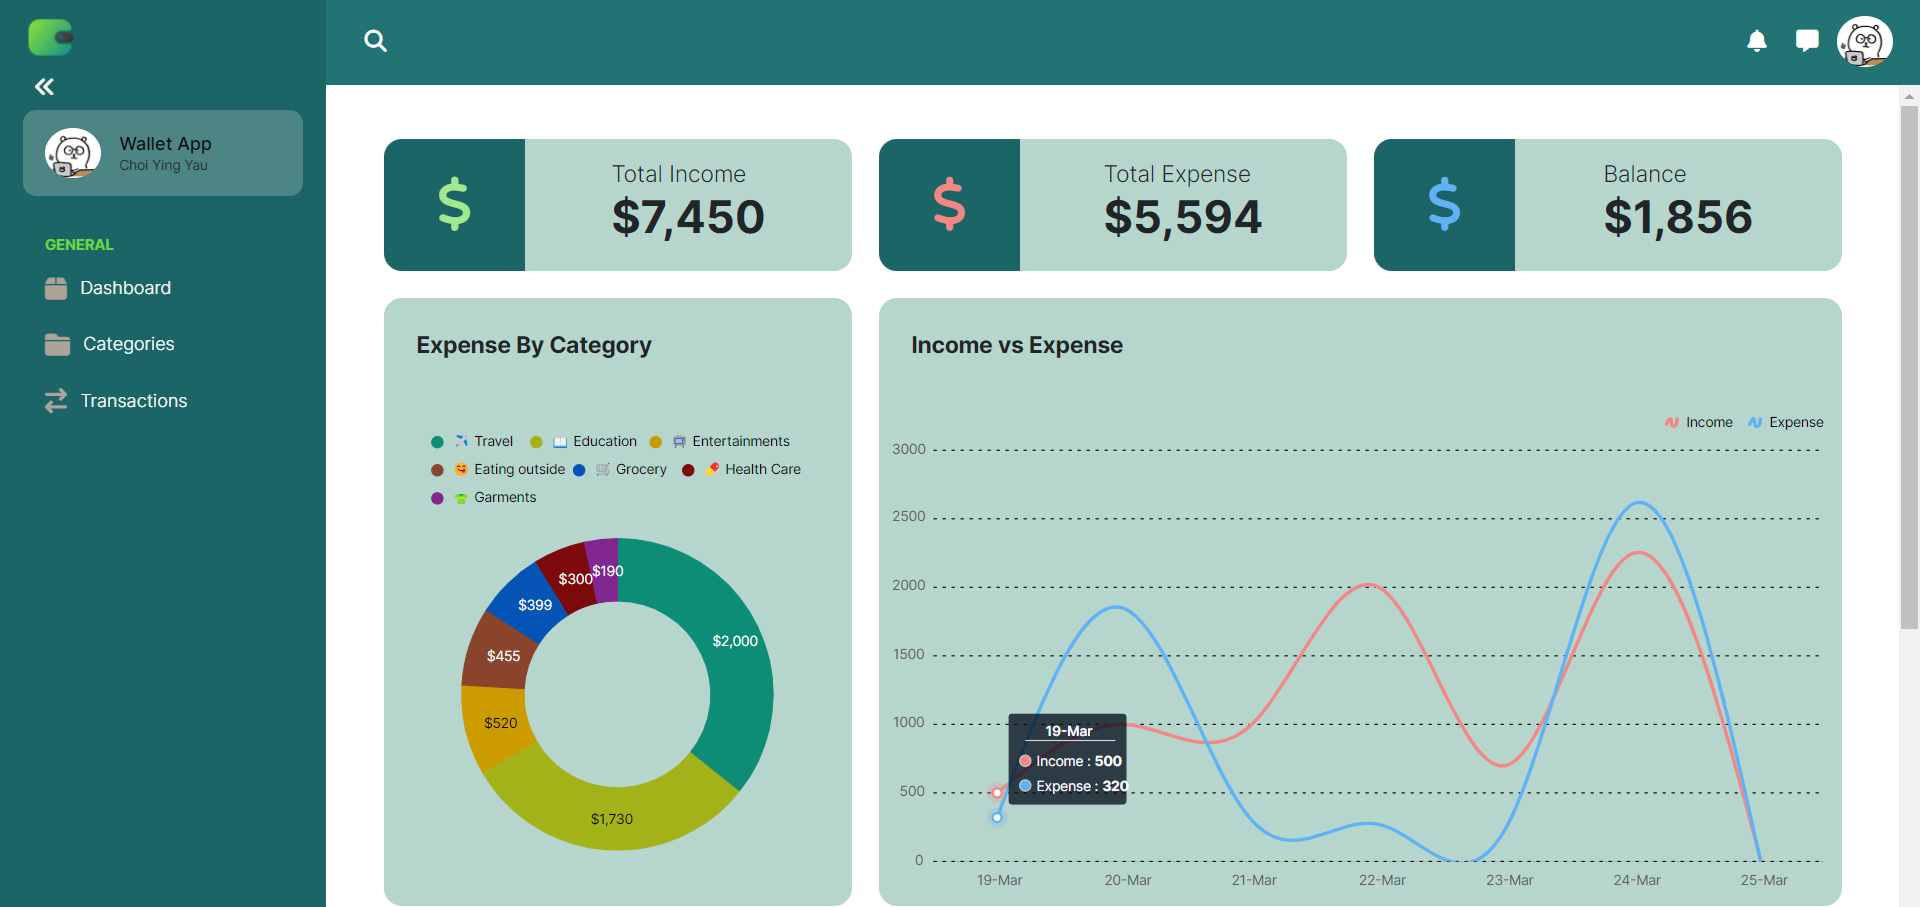 Wallet App
Choi Ying Yau
GENERAL
Dashboard
Categories
Transactions
Total Income
$7,450
Total Expense
$5,594
Balance
$1,856
Expense By Category
Travel Education Entertainments
Eating outside Grocery Health Care
Garments
$190
$300
$399
$2,000
$455
$520
$1,730
Income vs Expense
Income Expense
3000
2500
2000
1500
1000
500
0
19-Mar
Income : 500
Expense : 320
19-Mar 20-Mar 21-Mar 22-Mar 23-Mar 24-Mar 25-Mar